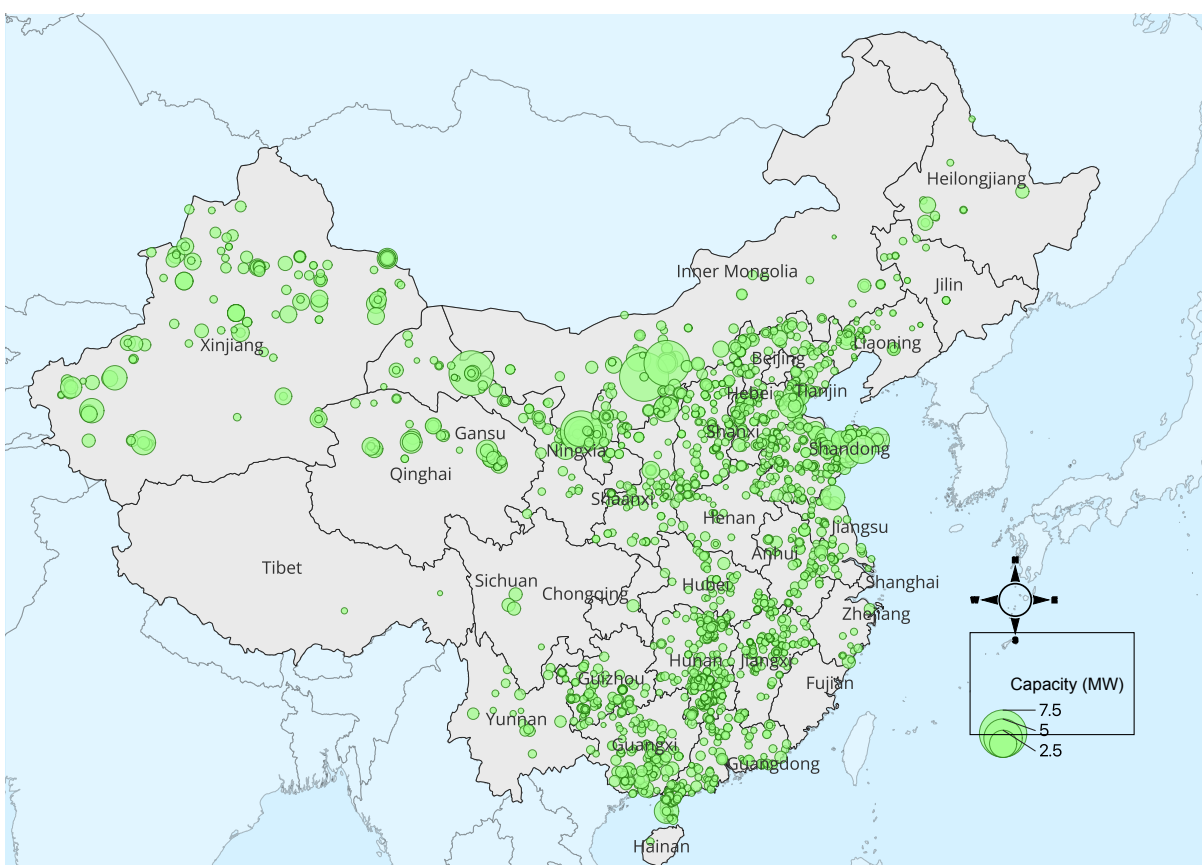 Heilongjiang
Inner Mongolia
Jilin
Xinjiang
Liaoning
Beijing
Tianjin
Hebei
Gansu
Shanxi
Ningxia
Shandong
Qinghai
Shaanxi
Henan
Jiangsu
Anhui
Tibet
Sichuan
Chongqing
Hubei
Shanghai
Zhejiang
Hunan
Jiangxi
Guizhou
Fujian
Yunnan
Guangxi
Guangdong
Hainan
Capacity (MW)
7.5
5
2.5